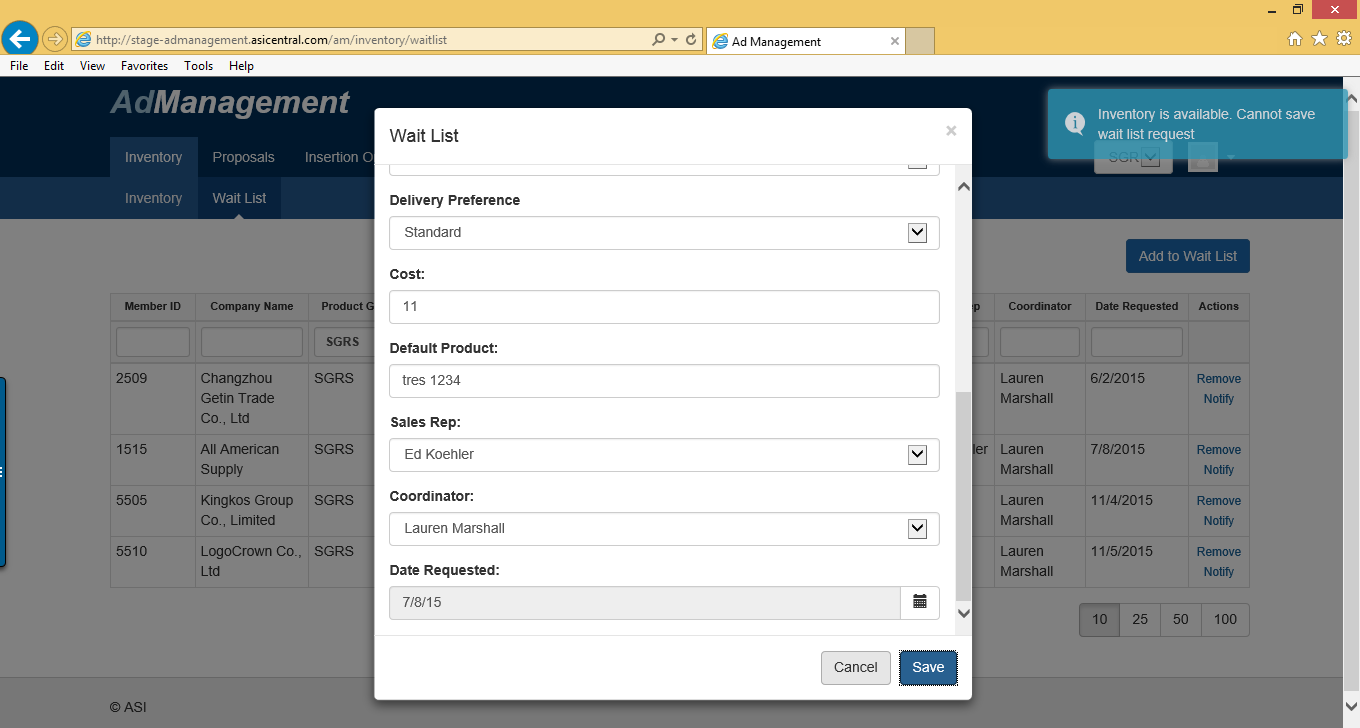 http://stage-admanagement.asicentral.com/am/inventory/waitlist
Ad Management
File Edit View Favorites Tools Help
AdManagement
Inventory is available. Cannot save
wait list request
SGR
Inventory Proposals Insertion O
Inventory Wait List
Wait List
Delivery Preference
Standard
Cost:
11
Default Product:
tres 1234
Sales Rep:
Ed Koehler
Coordinator:
Lauren Marshall
Date Requested:
7/8/15
Cancel Save
Add to Wait List
Member ID Company Name Product G p Coordinator Date Requested Actions
SGRS
2509 Changzhou SGRS Lauren 6/2/2015 Remove
Getin Trade Marshall Notify
Co., Ltd
1515 All American SGRS ler Lauren 7/8/2015 Remove
Supply Marshall Notify
5505 Kingkos Group SGRS Lauren 11/4/2015 Remove
Co., Limited Marshall Notify
5510 LogoCrown Co., SGRS Lauren 11/5/2015 Remove
Ltd Marshall Notify
10 25 50 100
© ASI